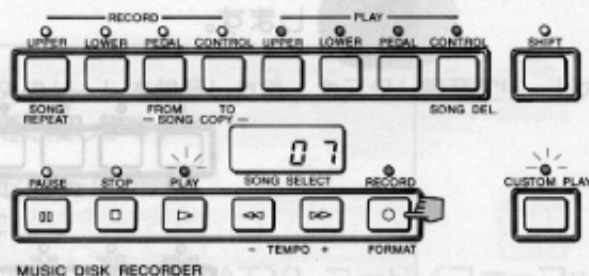 RECORD PLAY
UPPER LOWER PEDAL CONTROL UPPER LOWER PEDAL CONTROL SHIFT
SONG REPEAT FROM TO SONG DEL.
— SONG COPY —
07
PAUSE STOP PLAY SONG SELECT RECORD CUSTOM PLAY
- TEMPO + FORMAT
MUSIC DISK RECORDER